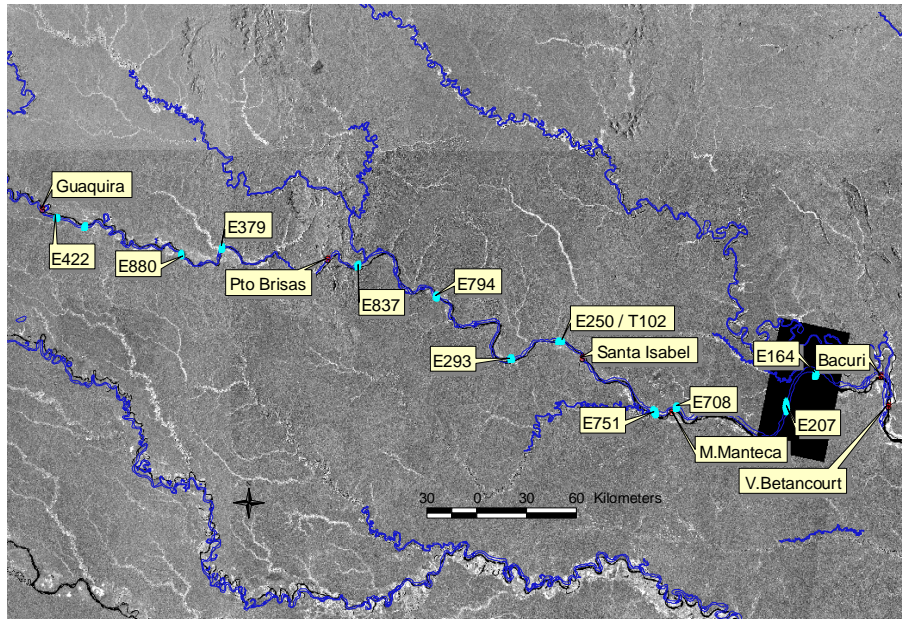 Guaquira
E422
E880
E379
Pto Brisas
E837
E794
E293
E250 / T102
Santa Isabel
E751
E708
M.Manteca
E164
Bacuri
E207
V.Betancourt
30 0 30 60 Kilometers